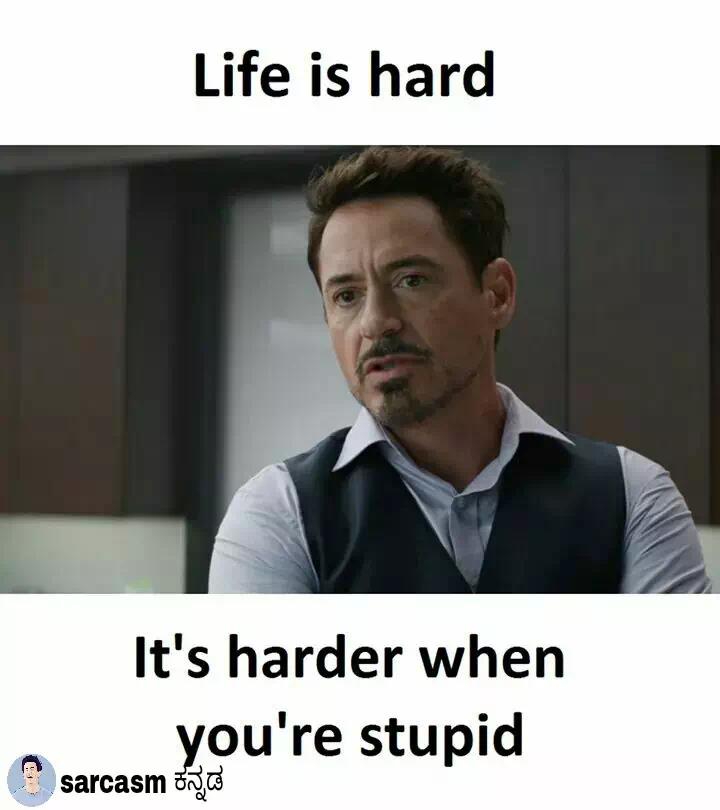 Life is hard
It's harder when
you're stupid
sarcasm ಕನ್ನಡ